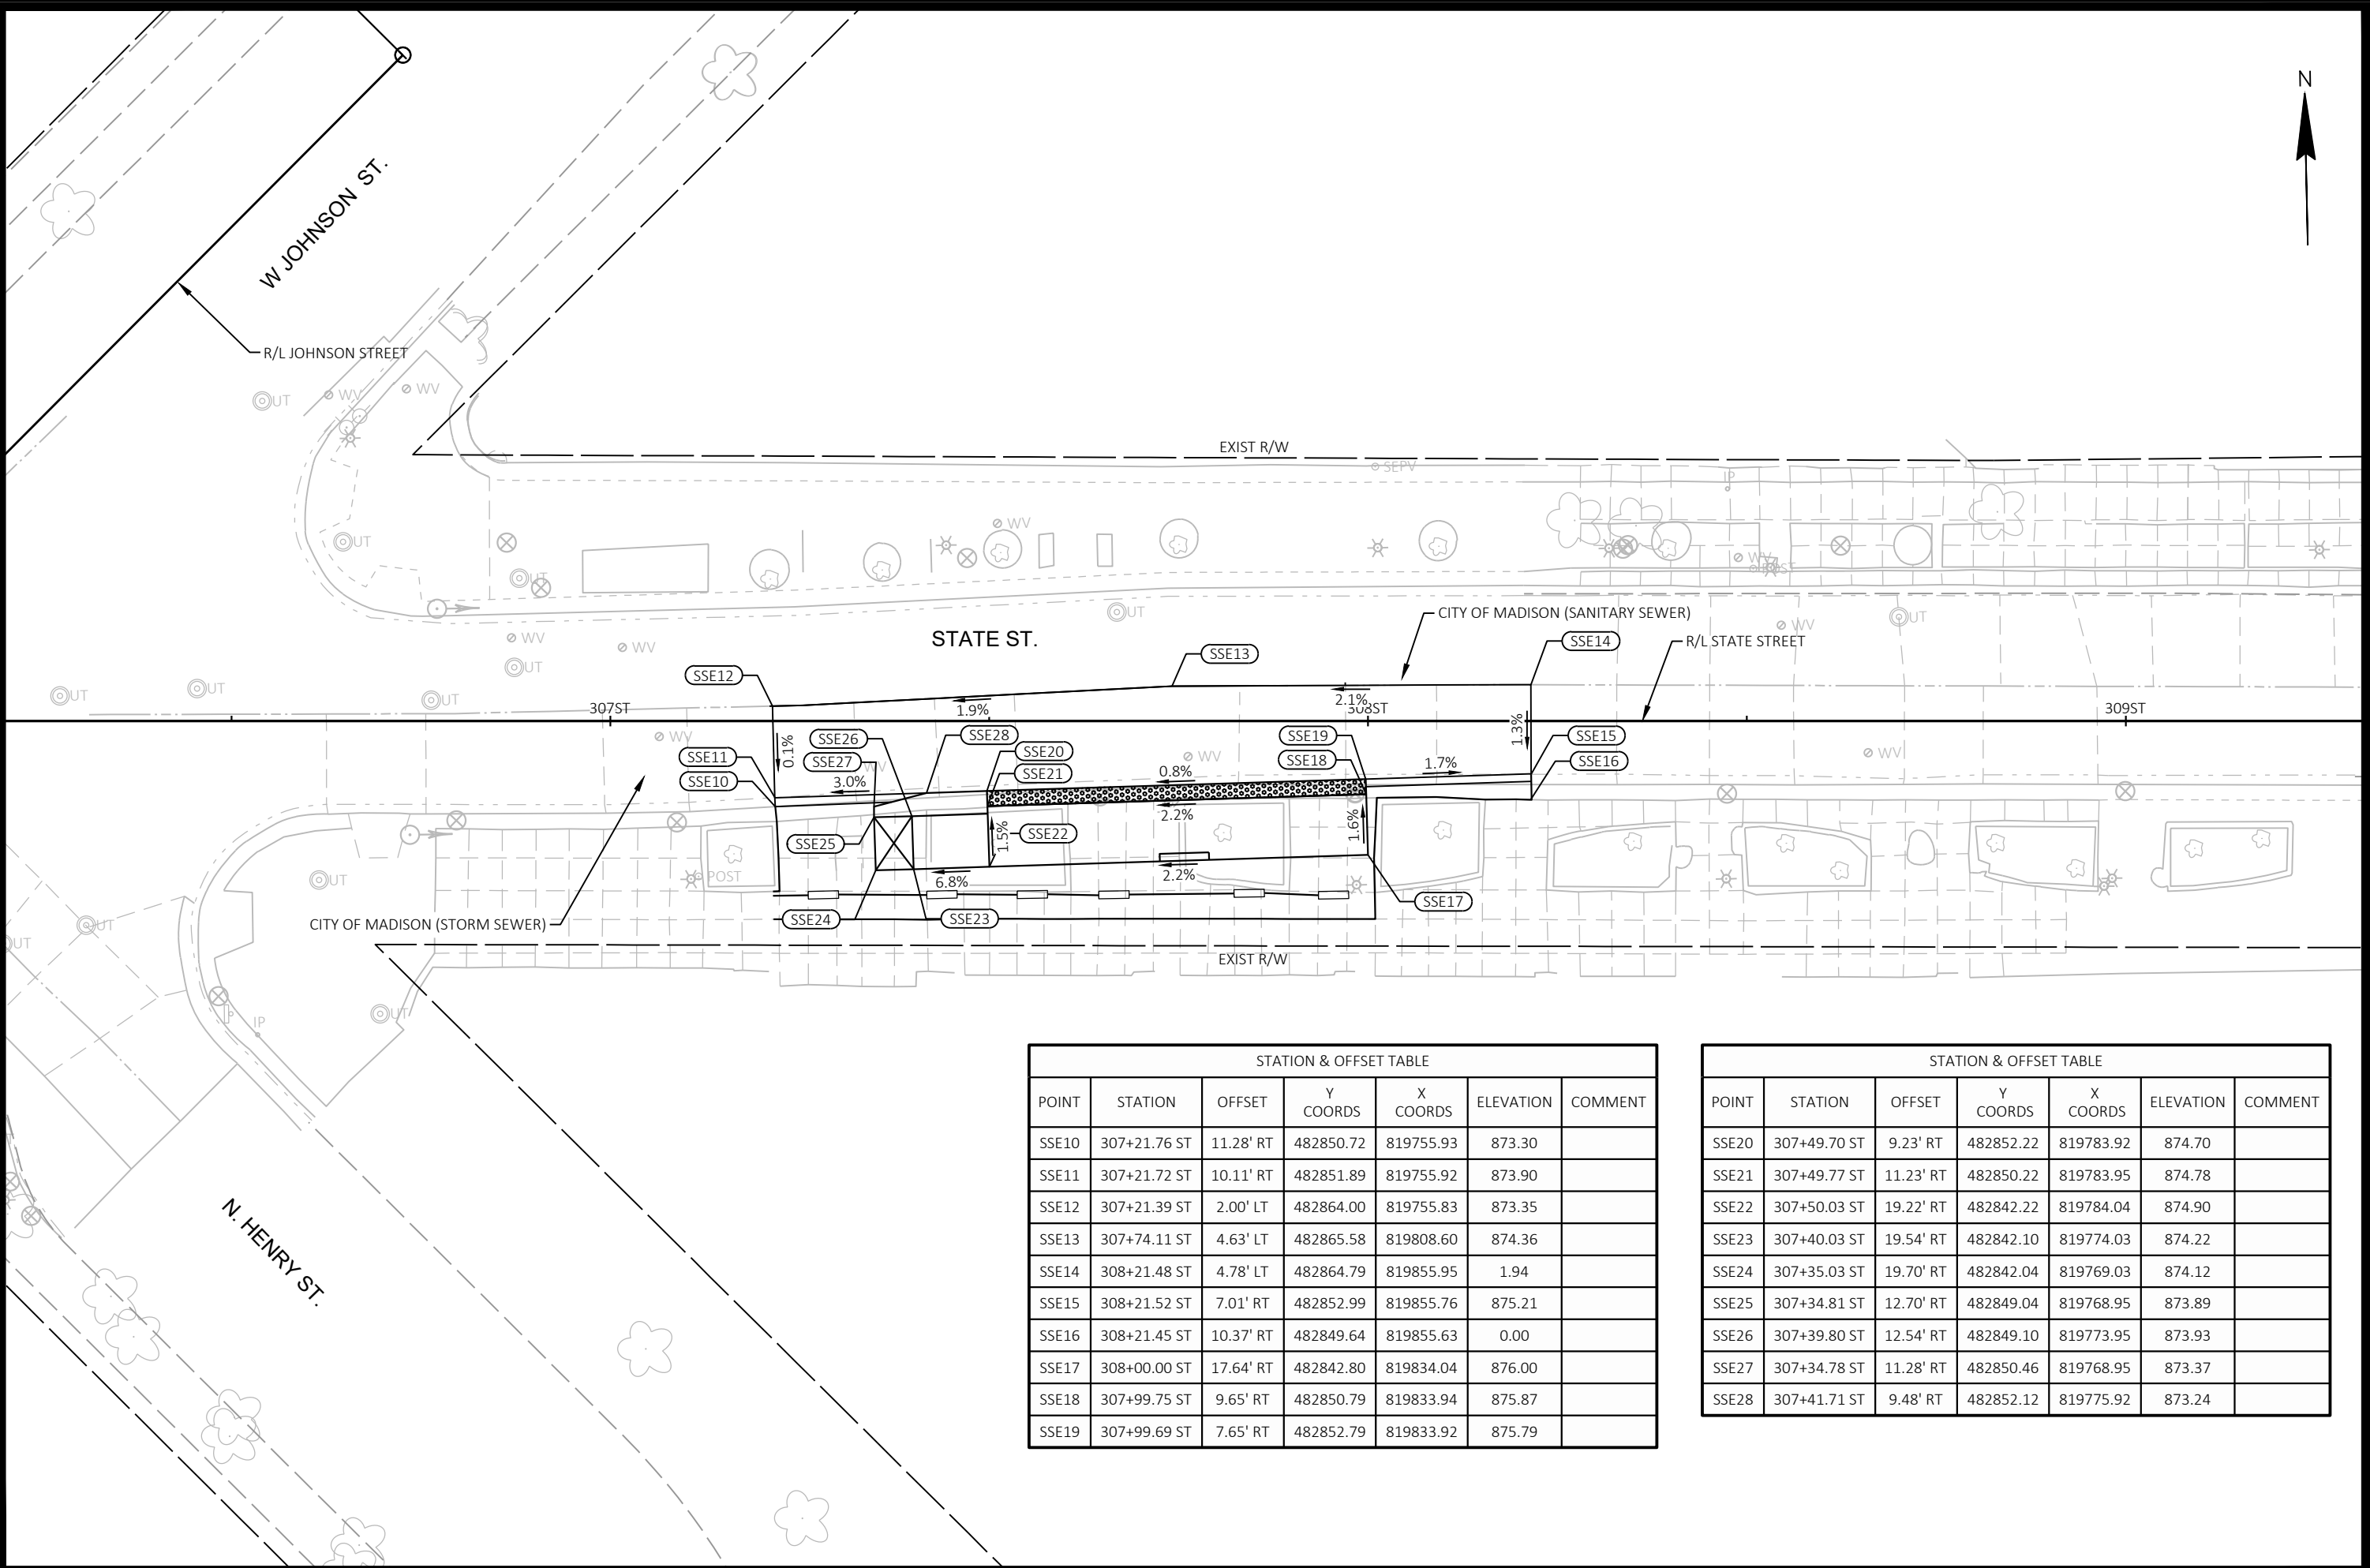 N
W JOHNSON ST.
R/L JOHNSON STREET
UT
WV
WV
EXIST R/W
SEPV
IP
WV
UT
UT
WV
POST
UT
UT
CITY OF MADISON (SANITARY SEWER)
WV
UT
STATE ST.
SSE14
R/L STATE STREET
WV
WV
SSE13
UT
SSE12
UT
UT
UT
2.1%
307ST
1.9%
308ST
309ST
1.3%
WV
SSE26
SSE28
SSE19
SSE15
0.1%
SSE11
SSE27
WV
SSE20
WV
SSE18
SSE16
WV
SSE10
3.0%
SSE21
0.8%
1.7%
2.2%
SSE25
1.5%
SSE22
1.6%
POST
UT
6.8%
2.2%
SSE17
SSE24
SSE23
CITY OF MADISON (STORM SEWER)
UT
UT
EXIST R/W
UT
IP
N. HENRY ST.
STATION & OFFSET TABLE
POINT STATION OFFSET Y COORDS X COORDS ELEVATION COMMENT
SSE10 307+21.76 ST 11.28' RT 482850.72 819755.93 873.30
SSE11 307+21.72 ST 10.11' RT 482851.89 819755.92 873.90
SSE12 307+21.39 ST 2.00' LT 482864.00 819755.83 873.35
SSE13 307+74.11 ST 4.63' LT 482865.58 819808.60 874.36
SSE14 308+21.48 ST 4.78' LT 482864.79 819855.95 1.94
SSE15 308+21.52 ST 7.01' RT 482852.99 819855.76 875.21
SSE16 308+21.45 ST 10.37' RT 482849.64 819855.63 0.00
SSE17 308+00.00 ST 17.64' RT 482842.80 819834.04 876.00
SSE18 307+99.75 ST 9.65' RT 482850.79 819833.94 875.87
SSE19 307+99.69 ST 7.65' RT 482852.79 819833.92 875.79
STATION & OFFSET TABLE
POINT STATION OFFSET Y COORDS X COORDS ELEVATION COMMENT
SSE20 307+49.70 ST 9.23' RT 482852.22 819783.92 874.70
SSE21 307+49.77 ST 11.23' RT 482850.22 819783.95 874.78
SSE22 307+50.03 ST 19.22' RT 482842.22 819784.04 874.90
SSE23 307+40.03 ST 19.54' RT 482842.10 819774.03 874.22
SSE24 307+35.03 ST 19.70' RT 482842.04 819769.03 874.12
SSE25 307+34.81 ST 12.70' RT 482849.04 819768.95 873.89
SSE26 307+39.80 ST 12.54' RT 482849.10 819773.95 873.93
SSE27 307+34.78 ST 11.28' RT 482850.46 819768.95 873.37
SSE28 307+41.71 ST 9.48' RT 482852.12 819775.92 873.24